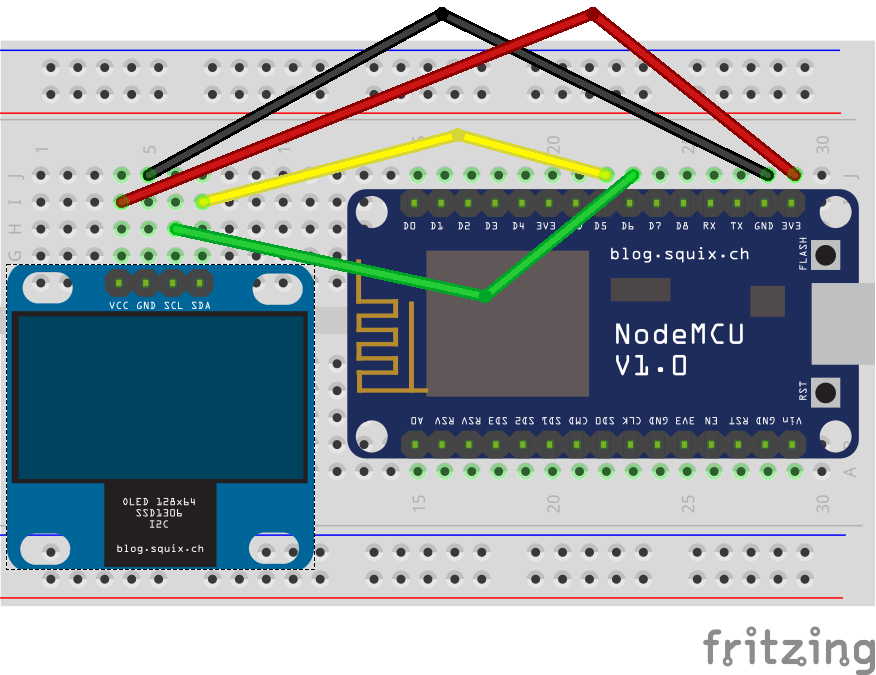 1 5 20 30
J J
I I
H H
G
D0 D1 D2 D3 D4 3V3 D5 D6 D7 D8 RX TX GND 3V3
blog.squix.ch
FLASH
VCC GND SCL SDA
NodeMCU
V1.0
RST
A0 RSV RSV SD3 SD2 SD1 CMD SD0 CLK GND 3V3 EN RST GND Vin
A
15 20 25 30
OLED 128x64
SSD1306
I2C
blog.squix.ch
fritzing